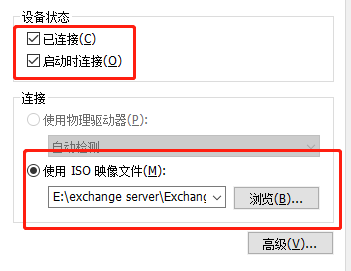 设备状态
已连接(C)
启动时连接(O)
连接
使用物理驱动器(P):
自动检测
使用 ISO 映像文件(M):
E:\exchange server\Exchan 浏览(B)...
高级(V)...